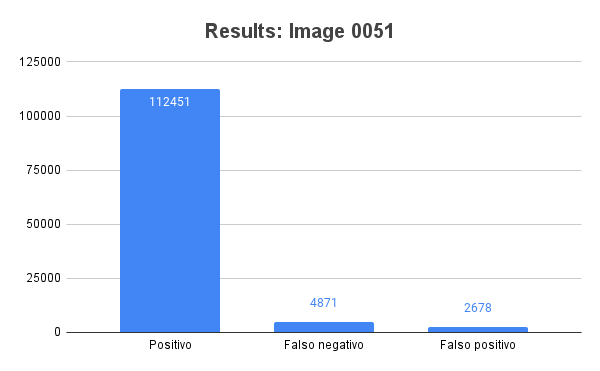 Results: Image 0051
125000
100000
75000
50000
25000
0
112451
4871
2678
Positivo
Falso negativo
Falso positivo